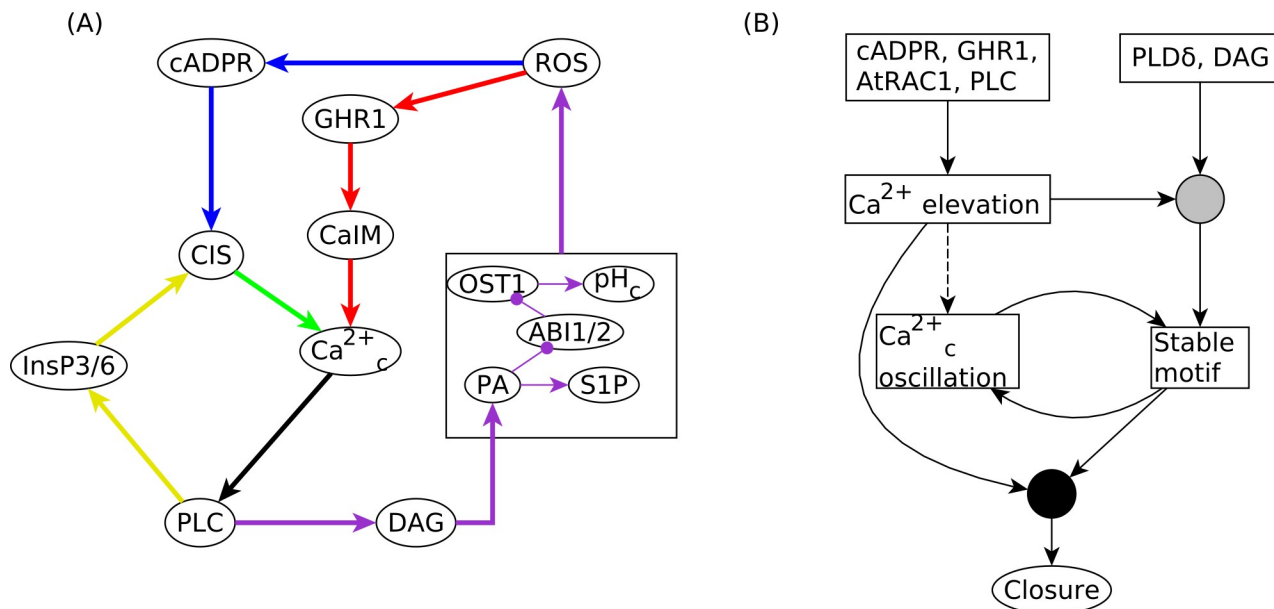 (A)
cADPR
ROS
GHR1
CaIM
CIS
OST1
pHc
ABI1/2
Ca²⁺c
InsP3/6
PA
S1P
PLC
DAG
(B)
cADPR, GHR1,
AtRAC1, PLC
PLDδ, DAG
Ca²⁺ elevation
Ca²⁺c
oscillation
Stable
motif
Closure